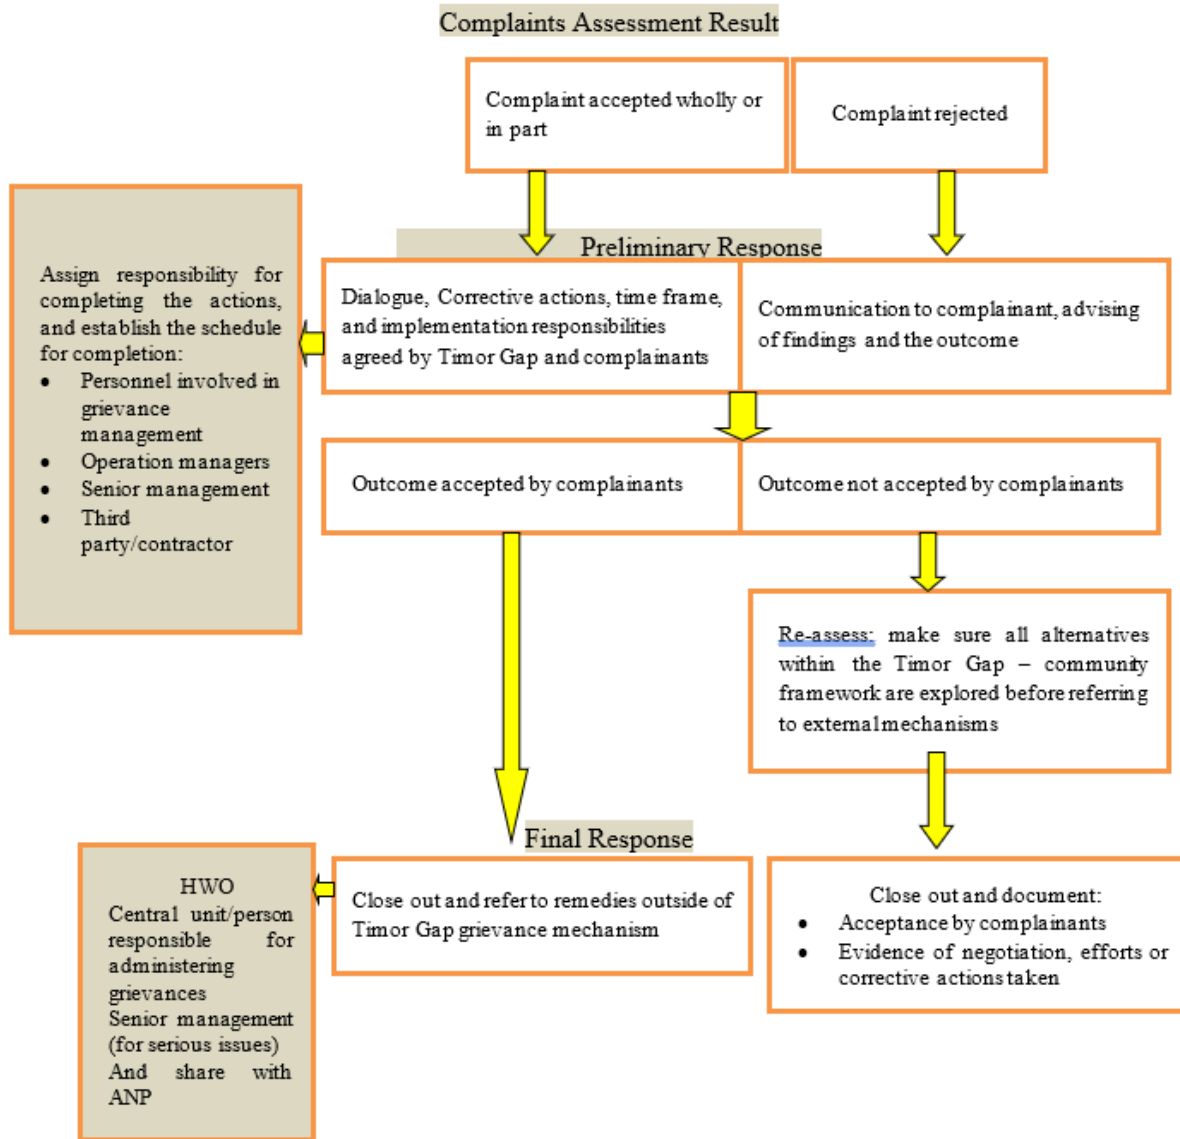 Complaints Assessment Result
Complaint accepted wholly or
in part
Complaint rejected
Preliminary Response
Assign responsibility for
completing the actions,
and establish the schedule
for completion:
• Personnel involved in
grievance
management
• Operation managers
• Senior management
• Third
party/contractor
Dialogue, Corrective actions, time frame,
and implementation responsibilities
agreed by Timor Gap and complainants
Communication to complainant, advising
of findings and the outcome
Outcome accepted by complainants
Outcome not accepted by complainants
Re-assess: make sure all alternatives
within the Timor Gap – community
framework are explored before referring
to external mechanisms
Final Response
HWO
Central unit/person
responsible for
administering
grievances
Senior management
(for serious issues)
And share with
ANP
Close out and refer to remedies outside of
Timor Gap grievance mechanism
Close out and document:
• Acceptance by complainants
• Evidence of negotiation, efforts or
corrective actions taken